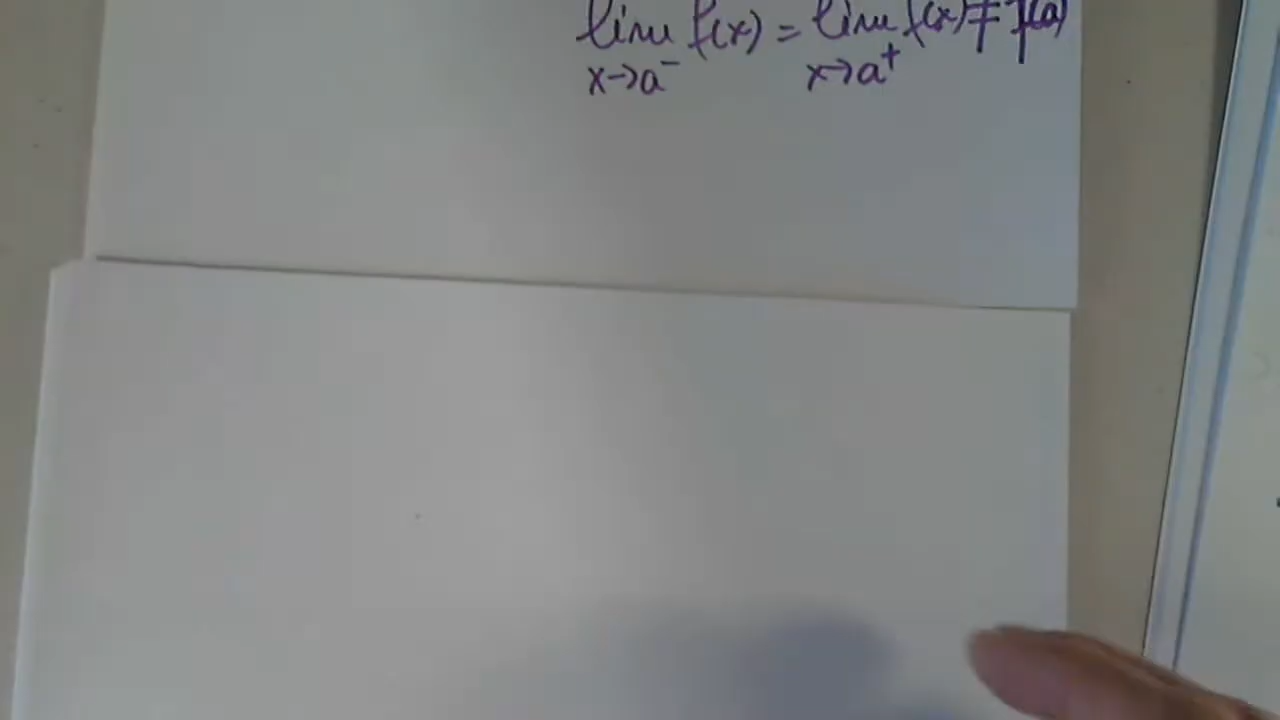 lim f(x) = lim f(x) ≠ f(a)
x→a⁻ x→a⁺